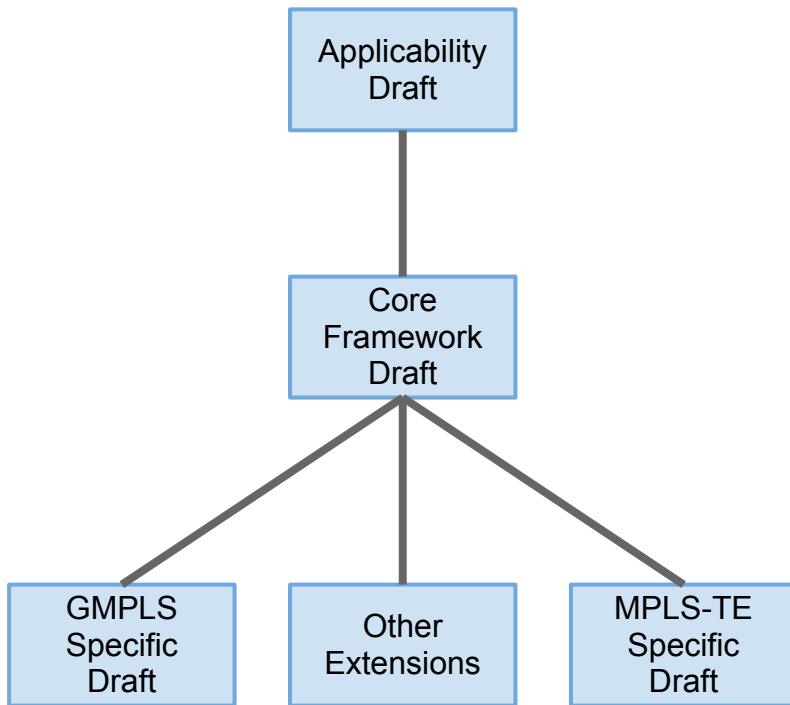 Applicability
Draft
Core
Framework
Draft
GMPLS
Specific
Draft
Other
Extensions
MPLS-TE
Specific
Draft